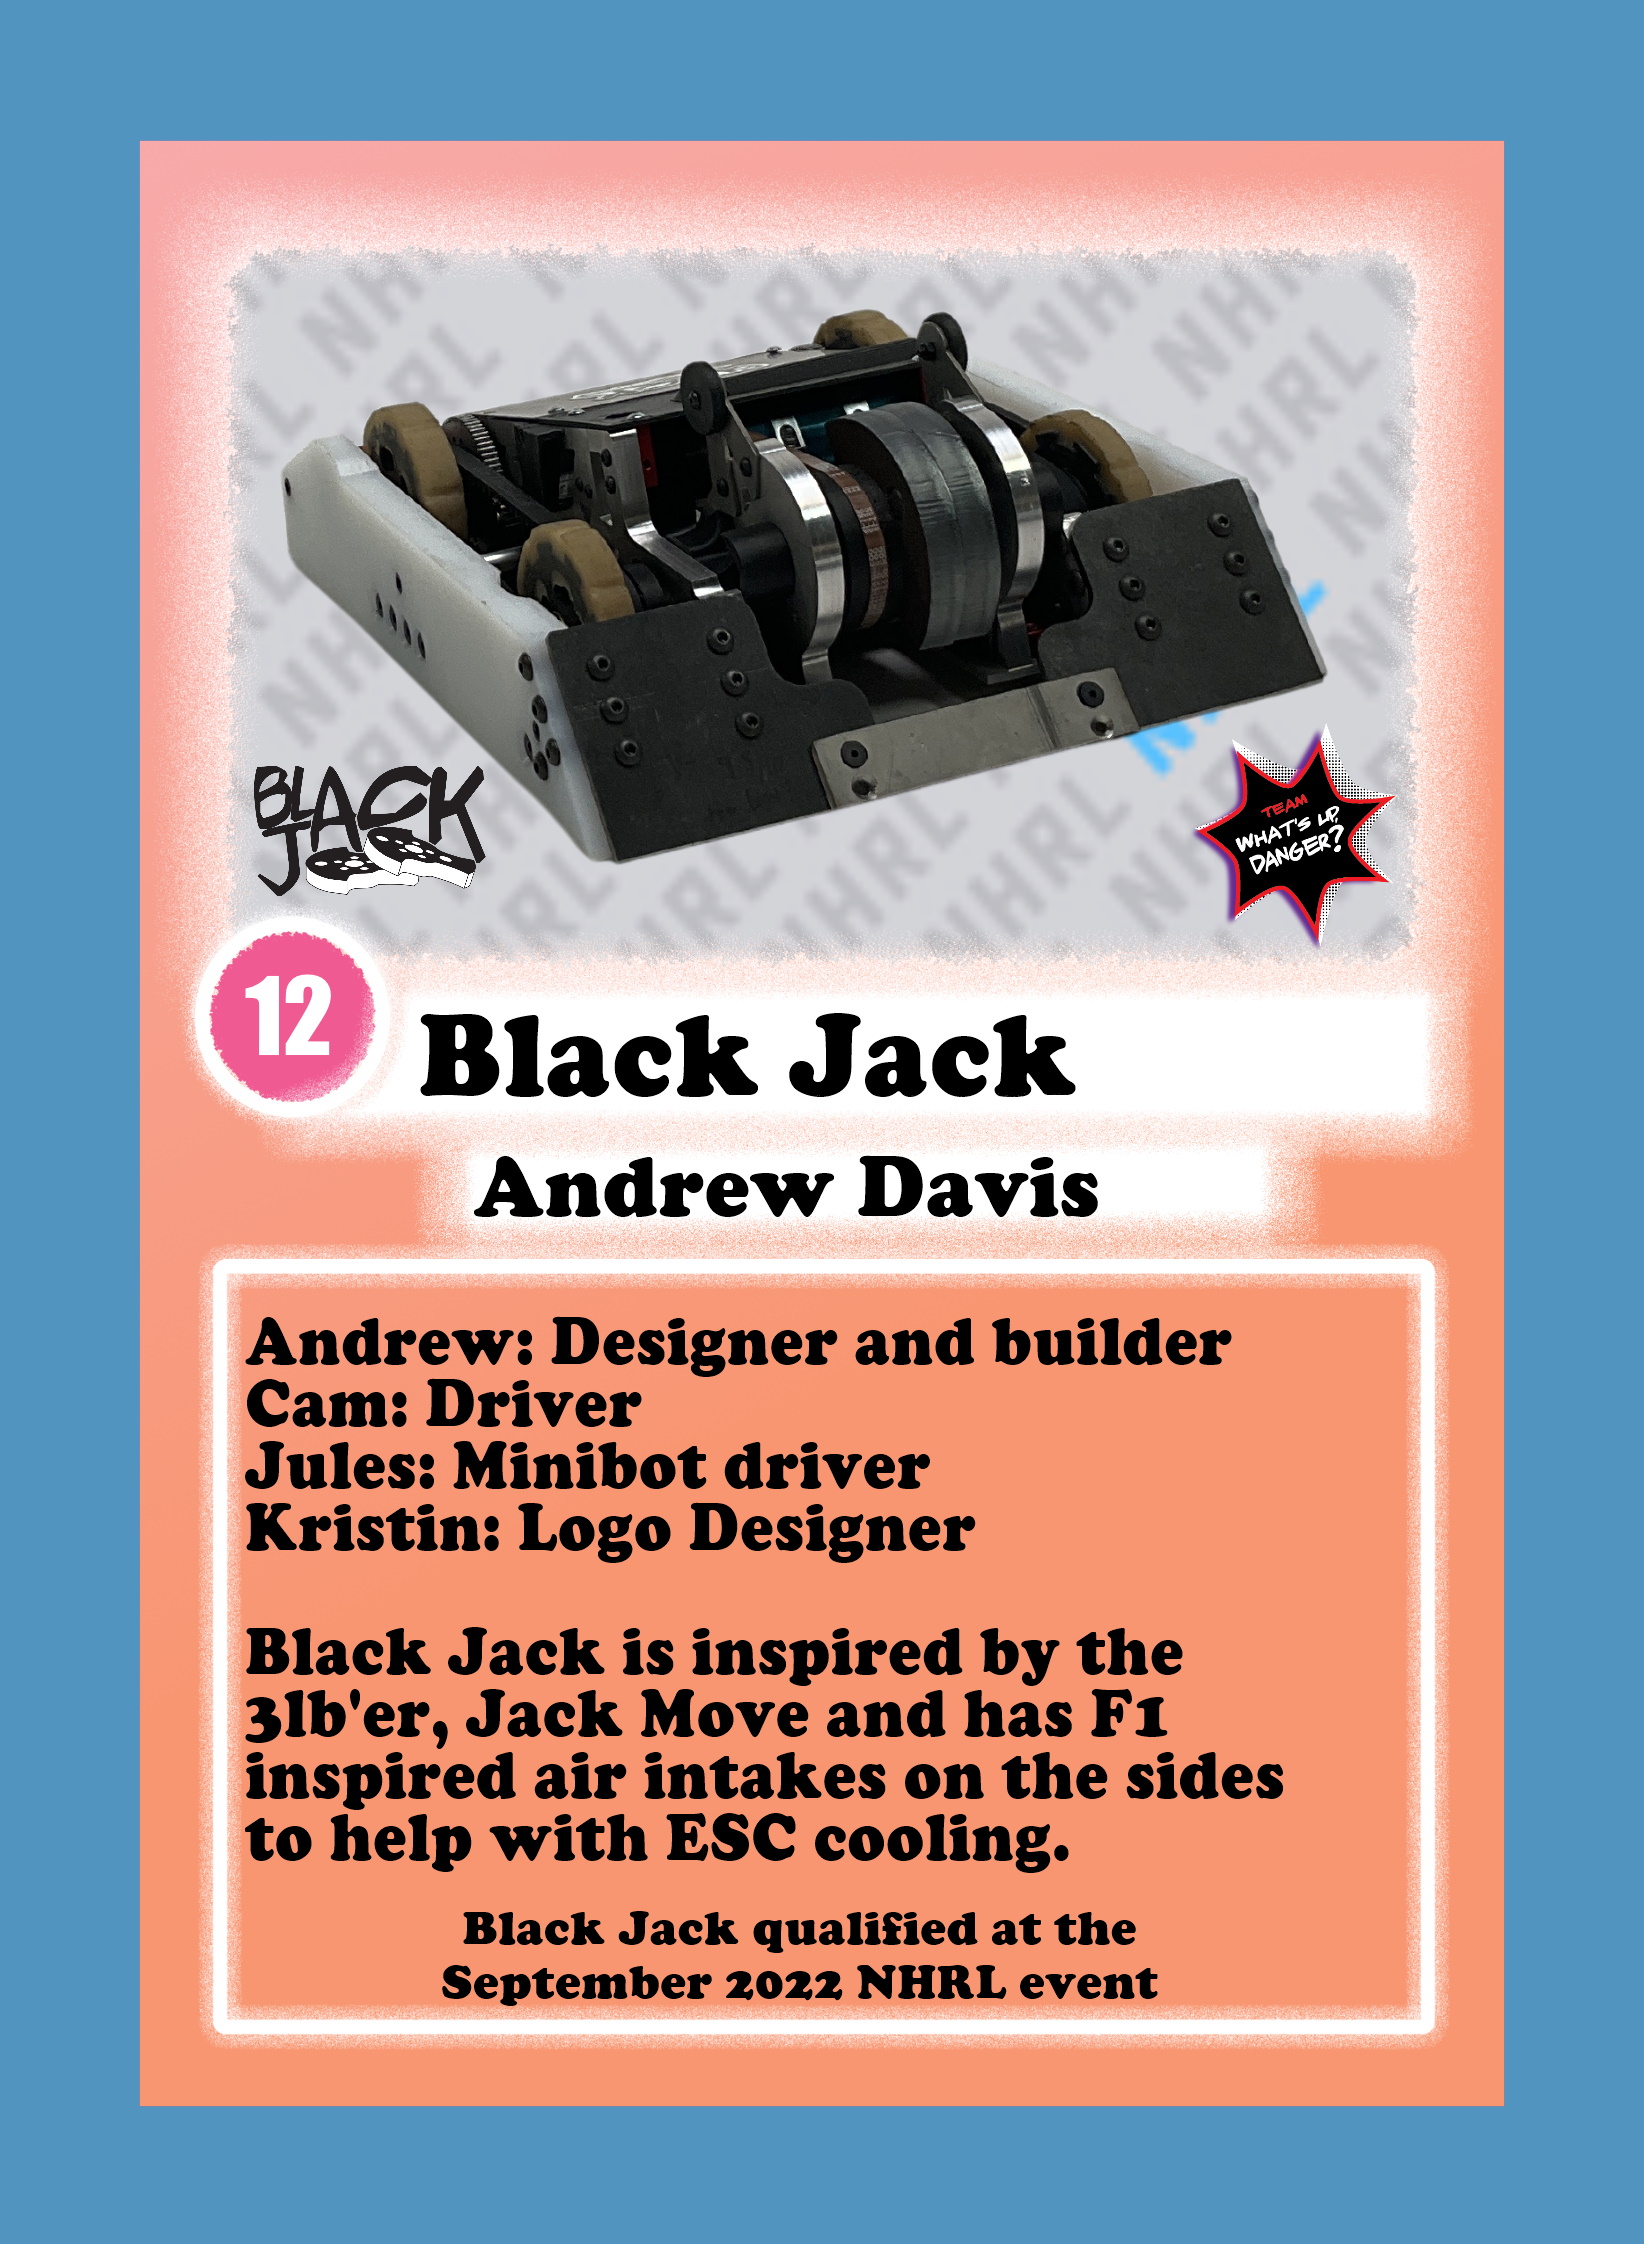 NHRL
BLACK
JACK
TEAM
WHAT'S UP,
DANGER?
12
Black Jack
Andrew Davis
Andrew: Designer and builder
Cam: Driver
Jules: Minibot driver
Kristin: Logo Designer
Black Jack is inspired by the
3lb'er, Jack Move and has F1
inspired air intakes on the sides
to help with ESC cooling.
Black Jack qualified at the
September 2022 NHRL event